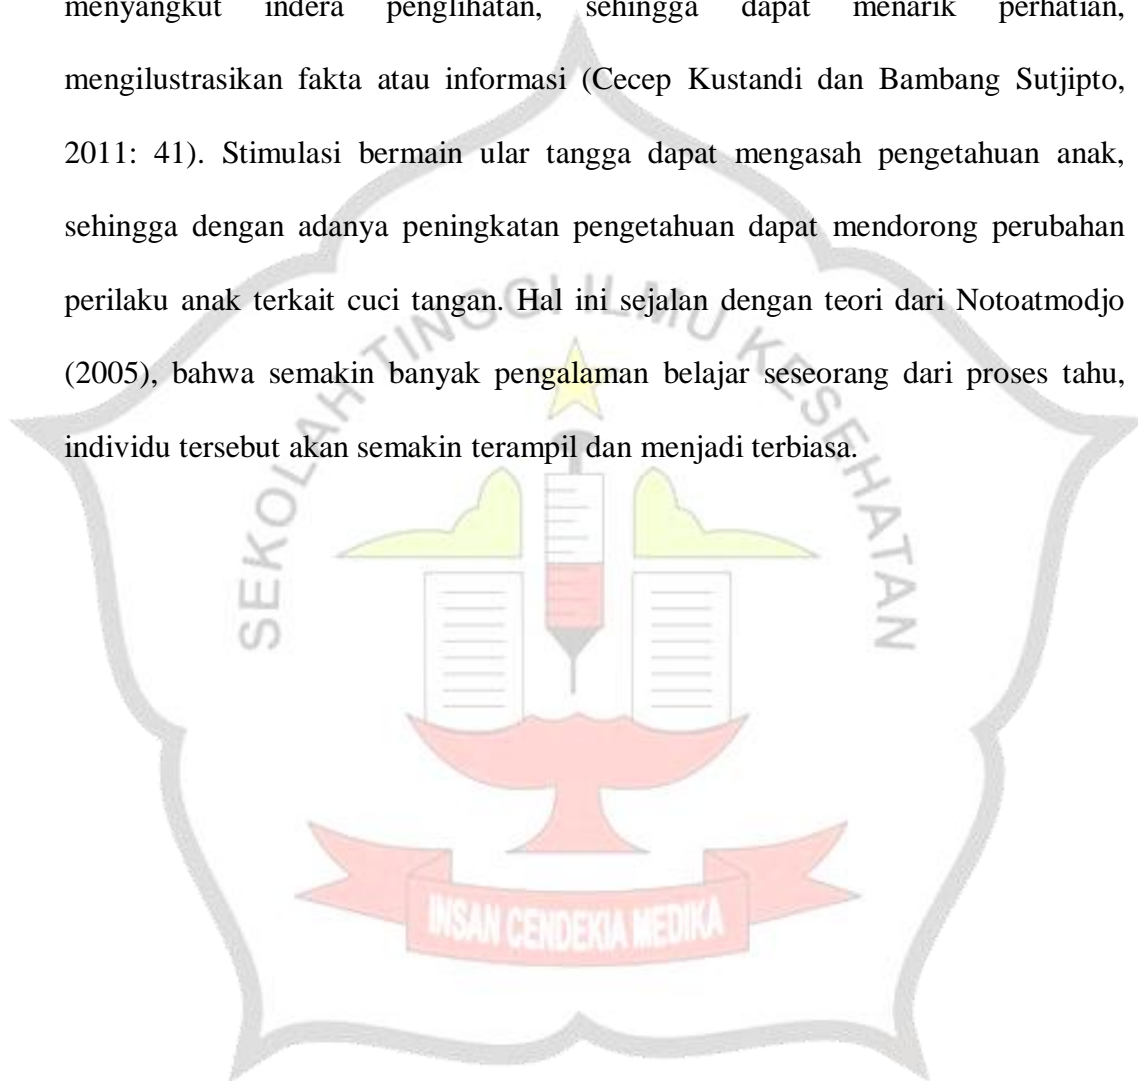 menyangkut indera penglihatan, sehingga dapat menarik perhatian,
mengilustrasikan fakta atau informasi (Cecep Kustandi dan Bambang Sutjipto,
2011: 41). Stimulasi bermain ular tangga dapat mengasah pengetahuan anak,
sehingga dengan adanya peningkatan pengetahuan dapat mendorong perubahan
perilaku anak terkait cuci tangan. Hal ini sejalan dengan teori dari Notoatmodjo
(2005), bahwa semakin banyak pengalaman belajar seseorang dari proses tahu,
individu tersebut akan semakin terampil dan menjadi terbiasa.
SEKOLAH TINGGI ILMU KESEHATAN
INSAN CENDEKIA MEDIKA